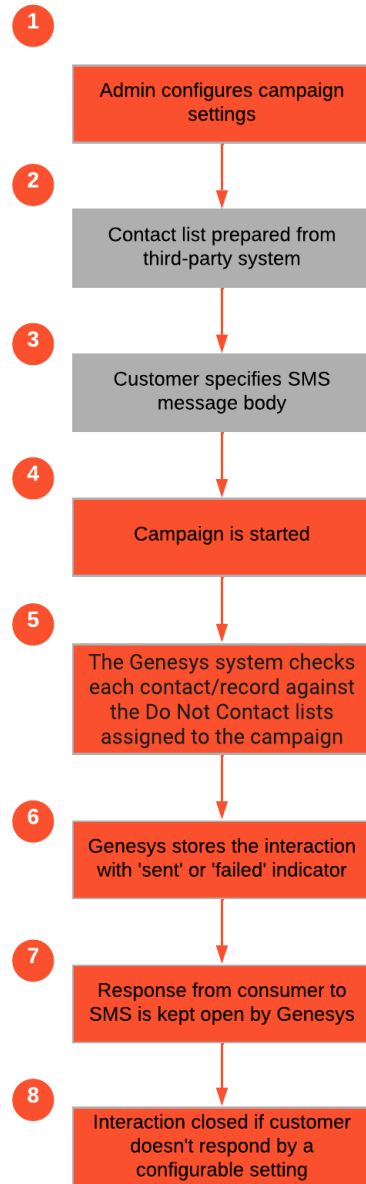 1
Admin configures campaign
settings
2
Contact list prepared from
third-party system
3
Customer specifies SMS
message body
4
Campaign is started
5
The Genesys system checks
each contact/record against
the Do Not Contact lists
assigned to the campaign
6
Genesys stores the interaction
with 'sent' or 'failed' indicator
7
Response from consumer to
SMS is kept open by Genesys
8
Interaction closed if customer
doesn't respond by a
configurable setting